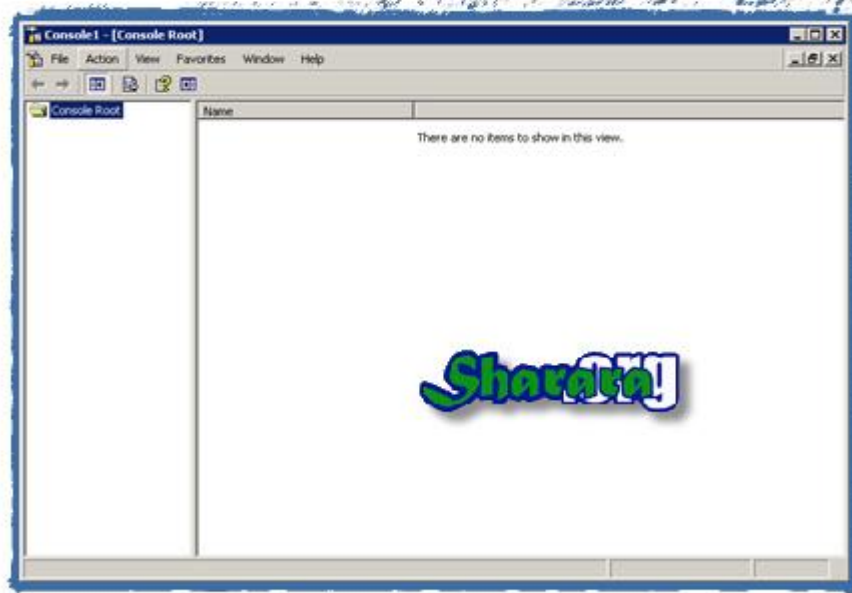 Console1 - [Console Root]
File Action View Favorites Window Help
Console Root
Name
There are no items to show in this view.
Sharara.org